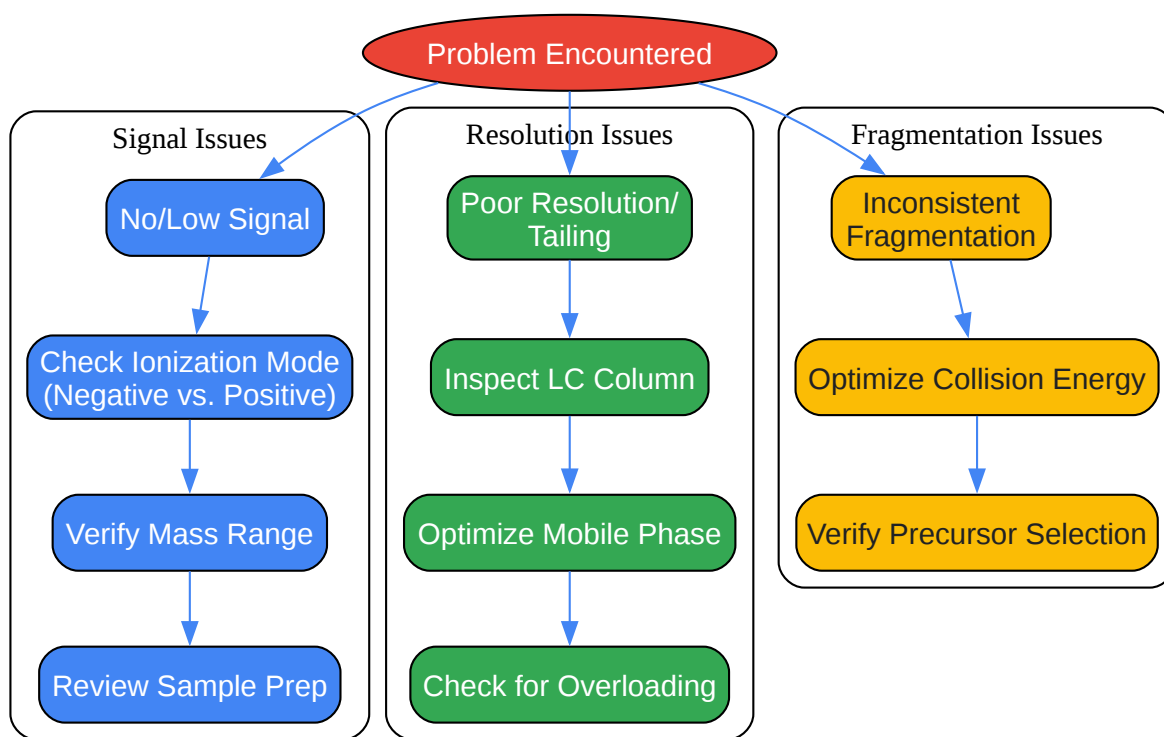 Problem Encountered
Signal Issues
No/Low Signal
Check Ionization Mode
(Negative vs. Positive)
Verify Mass Range
Review Sample Prep
Resolution Issues
Poor Resolution/
Tailing
Inspect LC Column
Optimize Mobile Phase
Check for Overloading
Fragmentation Issues
Inconsistent
Fragmentation
Optimize Collision Energy
Verify Precursor Selection